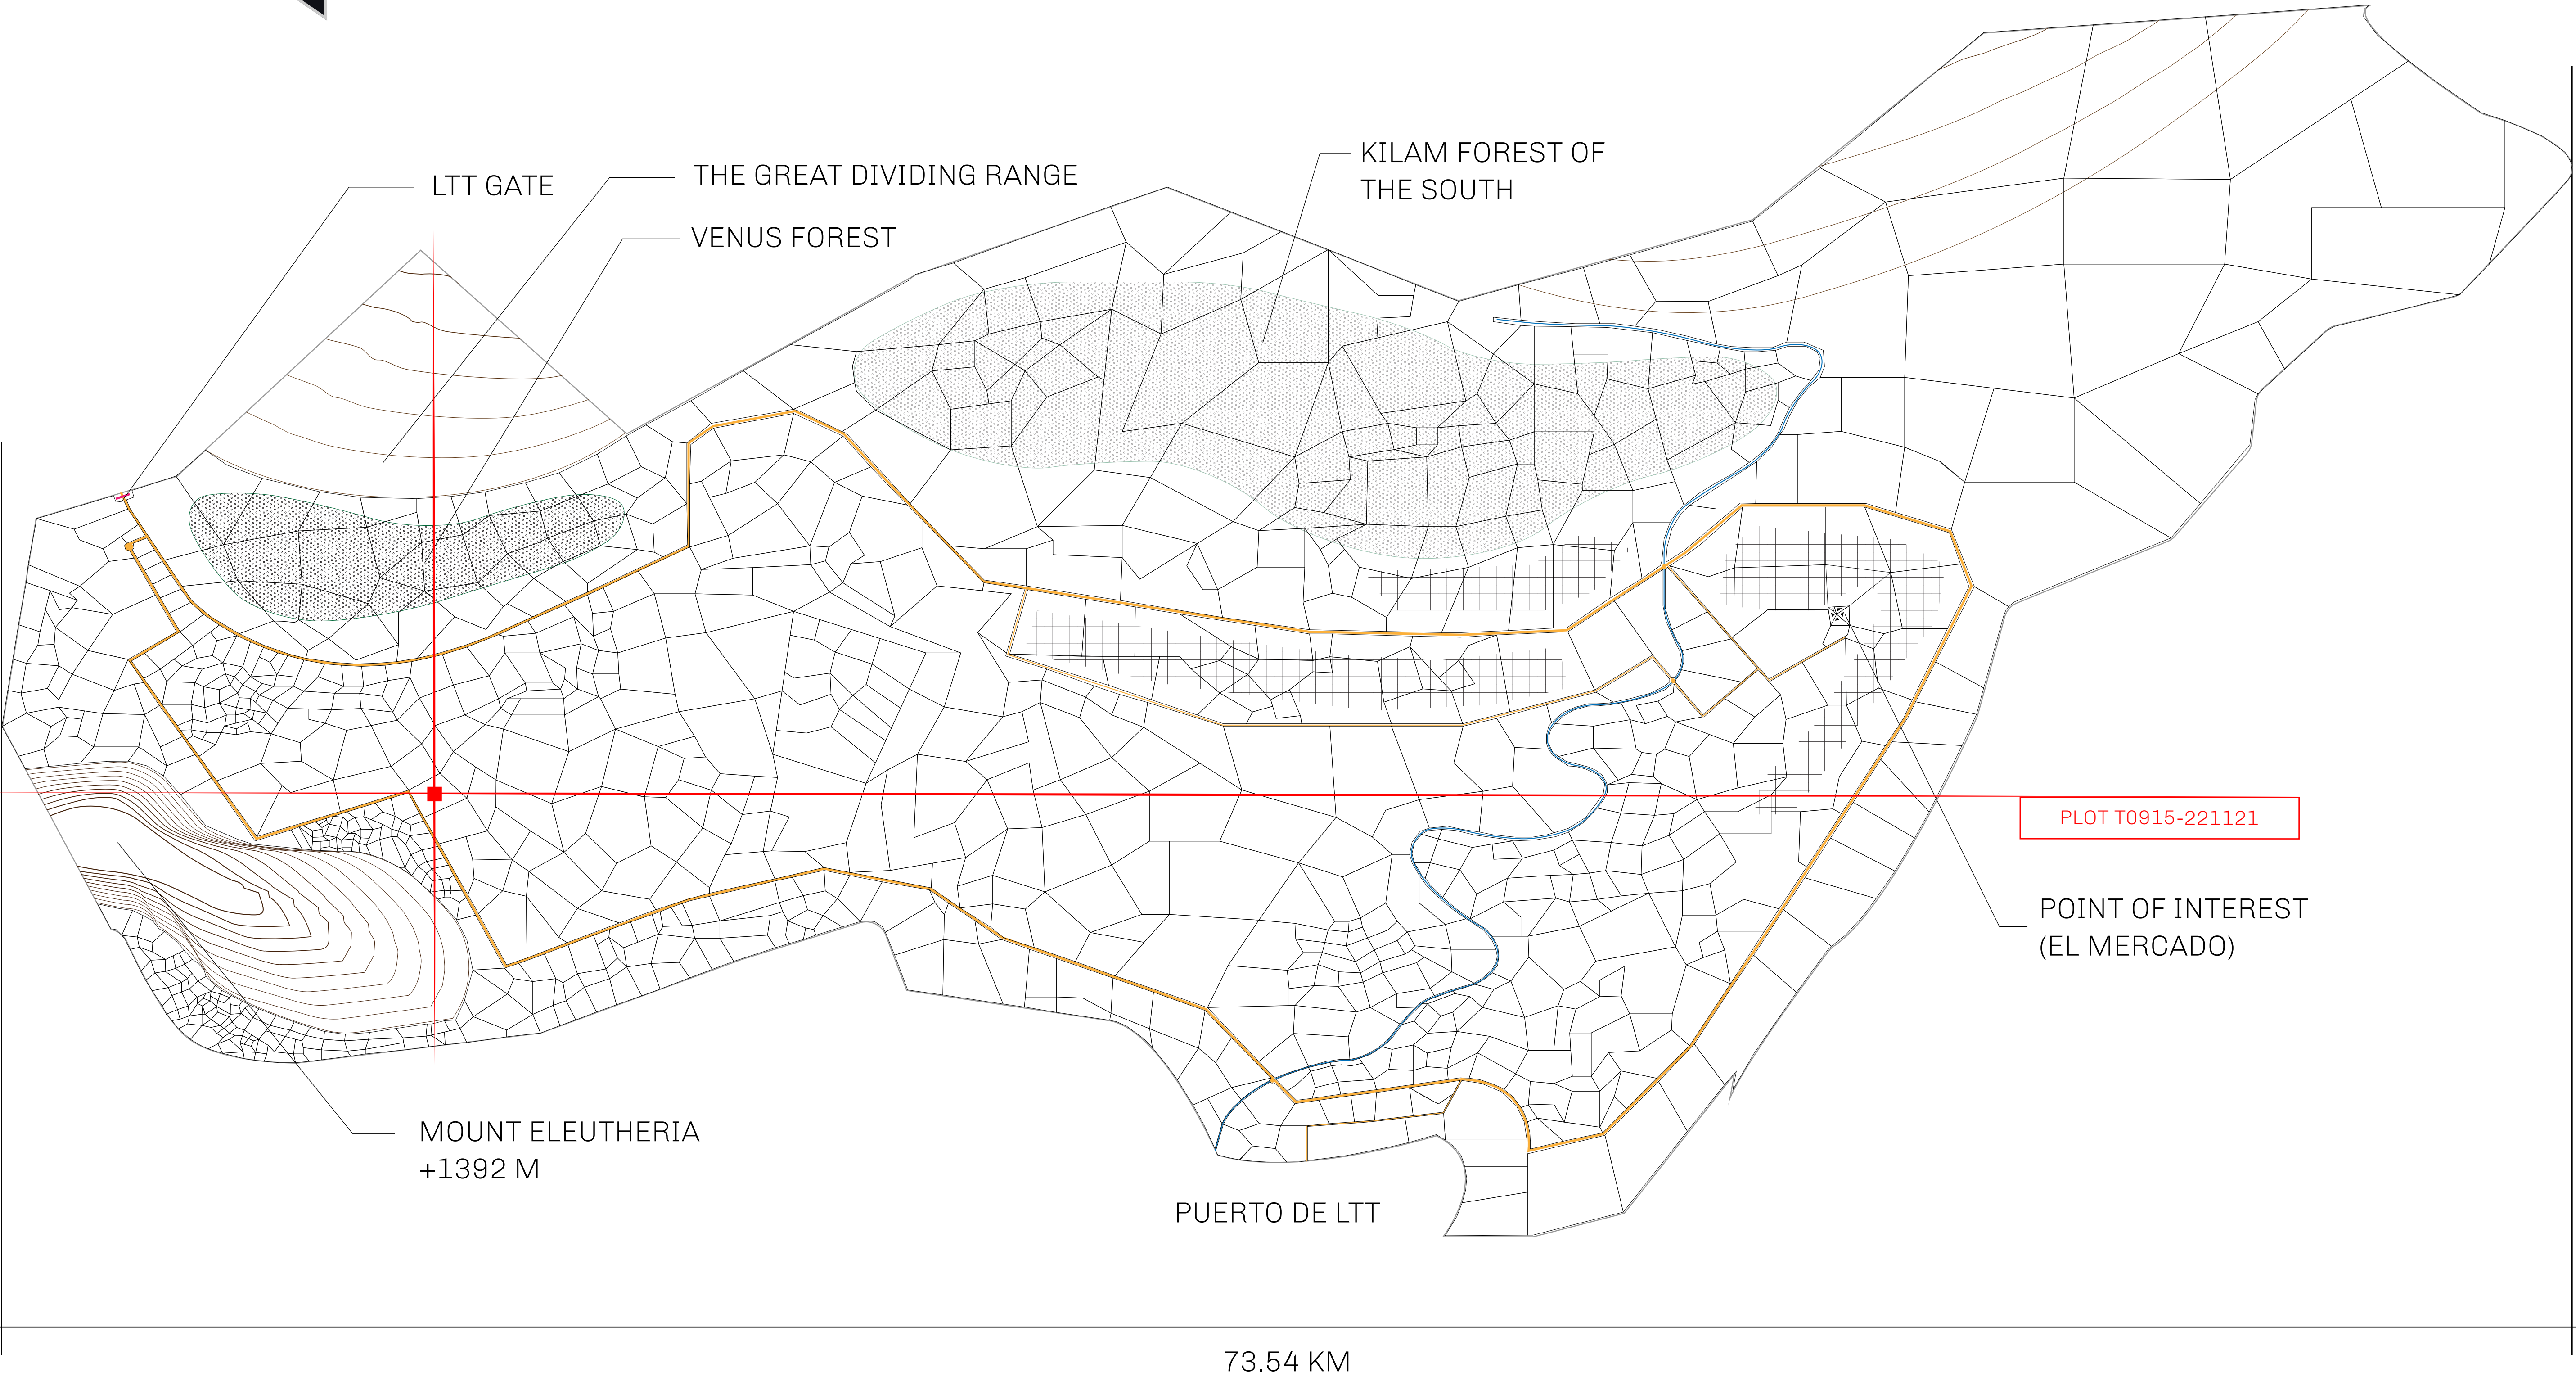 KILAM FOREST OF
THE SOUTH
LTT GATE
THE GREAT DIVIDING RANGE
VENUS FOREST
PLOT T0915-221121
POINT OF INTEREST
(EL MERCADO)
MOUNT ELEUTHERIA
+1392 M
PUERTO DE LTT
73.54 KM